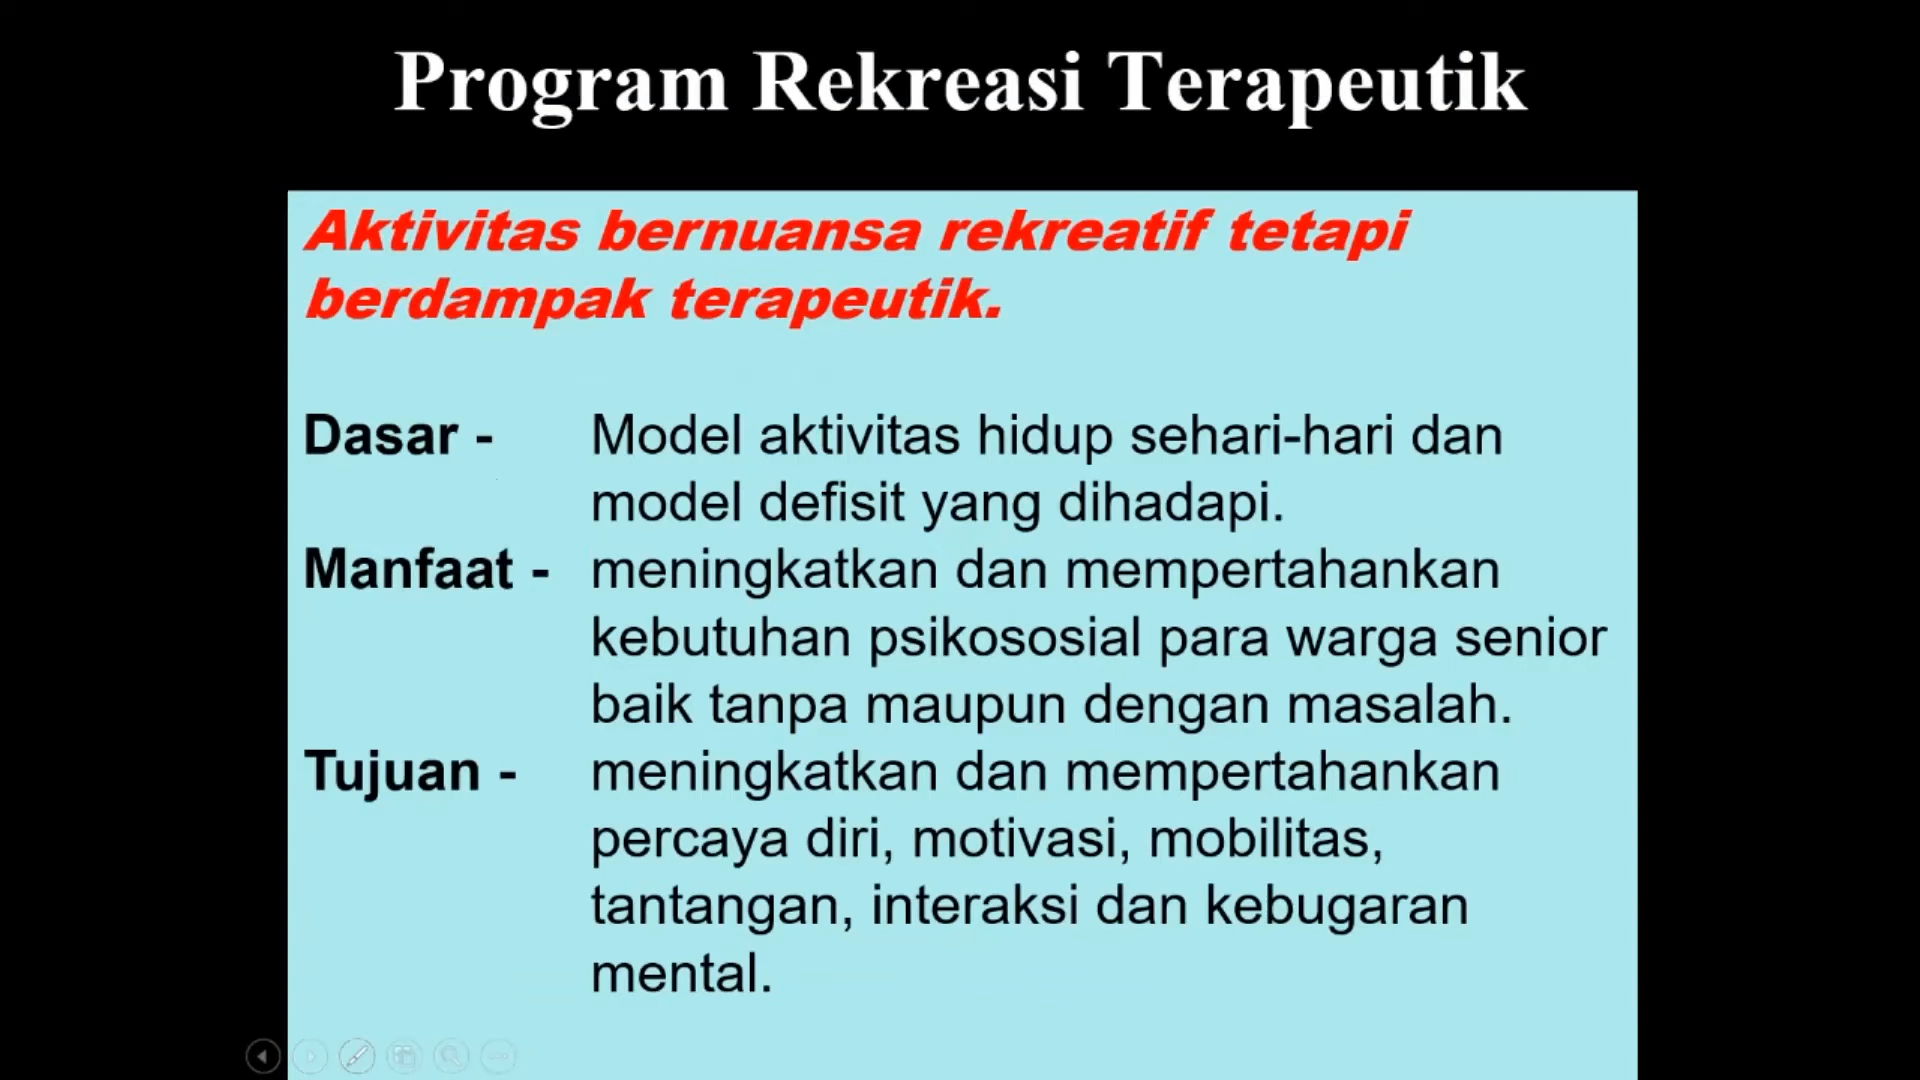 Program Rekreasi Terapeutik
Aktivitas bernuansa rekreatif tetapi
berdampak terapeutik.
Dasar - Model aktivitas hidup sehari-hari dan
model defisit yang dihadapi.
Manfaat - meningkatkan dan mempertahankan
kebutuhan psikososial para warga senior
baik tanpa maupun dengan masalah.
Tujuan - meningkatkan dan mempertahankan
percaya diri, motivasi, mobilitas,
tantangan, interaksi dan kebugaran
mental.